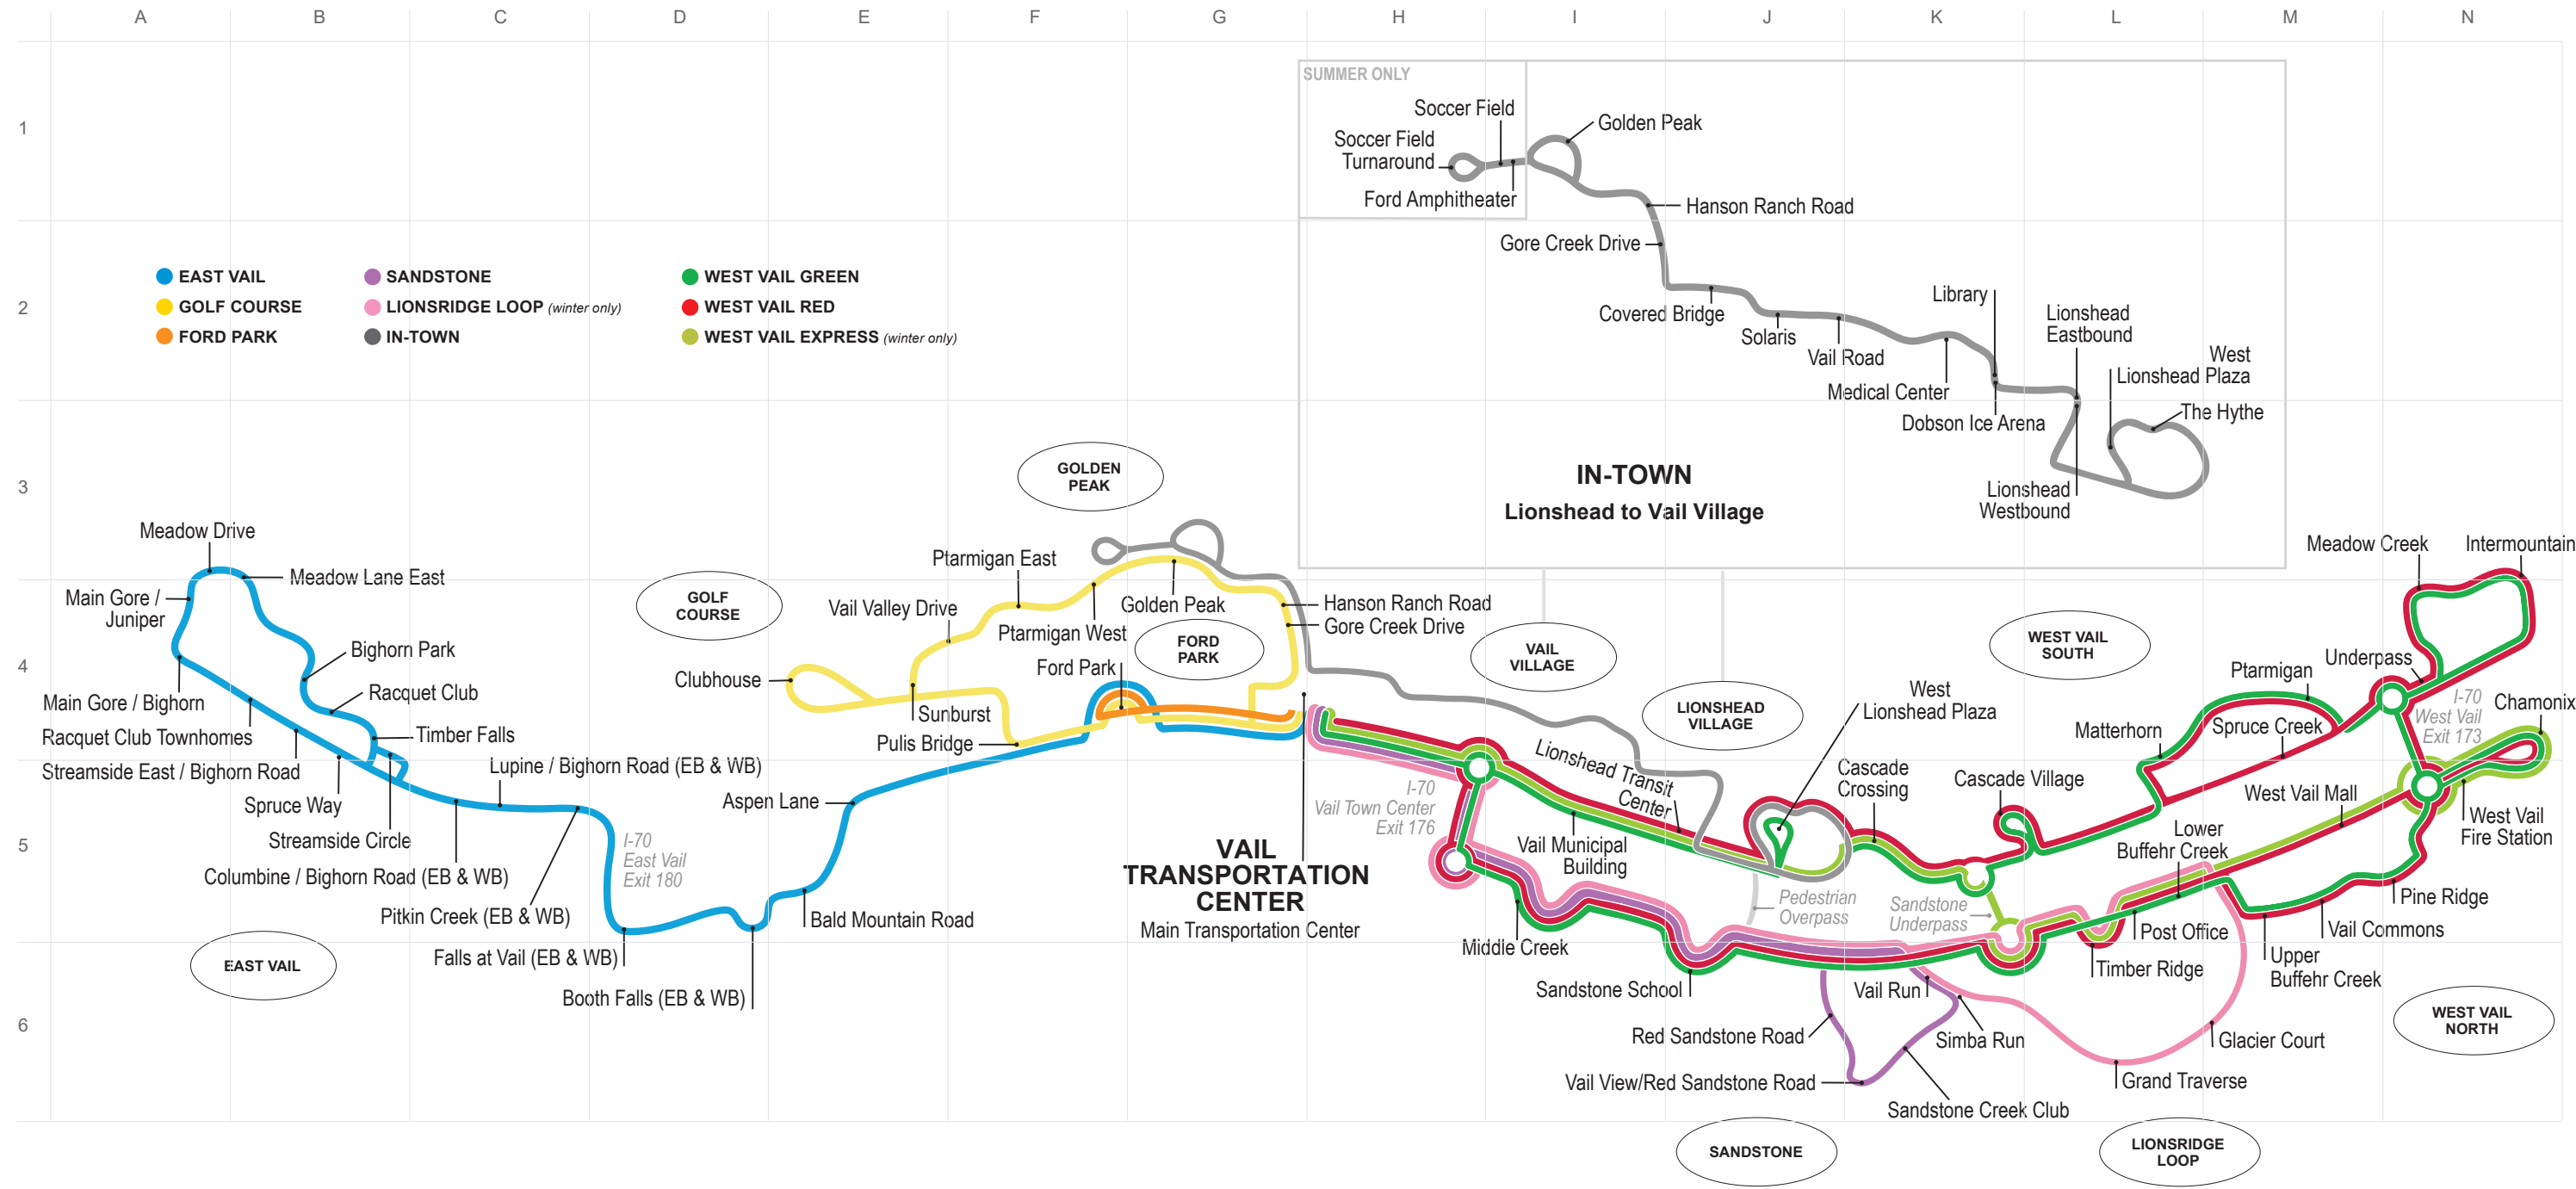 A B C D E F G H I J K L M N
1
2
3
4
5
6
SUMMER ONLY
Soccer Field
Golden Peak
Soccer Field
Turnaround
Ford Amphitheater
Hanson Ranch Road
Gore Creek Drive
Covered Bridge
Solaris
Vail Road
Medical Center
Library
Dobson Ice Arena
Lionshead
Eastbound
West
Lionshead Plaza
The Hythe
Lionshead
Westbound
IN-TOWN
Lionshead to Vail Village
EAST VAIL
GOLF COURSE
FORD PARK
SANDSTONE
LIONSRIDGE LOOP (winter only)
IN-TOWN
WEST VAIL GREEN
WEST VAIL RED
WEST VAIL EXPRESS (winter only)
GOLDEN
PEAK
Meadow Drive
Meadow Lane East
Main Gore /
Juniper
Bighorn Park
Racquet Club
Main Gore / Bighorn
Racquet Club Townhomes
Timber Falls
Streamside East / Bighorn Road
Spruce Way
Streamside Circle
Lupine / Bighorn Road (EB & WB)
Columbine / Bighorn Road (EB & WB)
Pitkin Creek (EB & WB)
I-70
East Vail
Exit 180
Falls at Vail (EB & WB)
Booth Falls (EB & WB)
Bald Mountain Road
Aspen Lane
EAST VAIL
GOLF
COURSE
Ptarmigan East
Vail Valley Drive
Ptarmigan West
Golden Peak
Clubhouse
Sunburst
Pulis Bridge
Ford Park
FORD
PARK
Hanson Ranch Road
Gore Creek Drive
VAIL
TRANSPORTATION
CENTER
Main Transportation Center
I-70
Vail Town Center
Exit 176
VAIL
VILLAGE
LIONSHEAD
VILLAGE
Lionshead Transit
Center
Vail Municipal
Building
West
Lionshead Plaza
Cascade
Crossing
Cascade Village
Pedestrian
Overpass
Sandstone
Underpass
Middle Creek
Sandstone School
Red Sandstone Road
Vail View/Red Sandstone Road
Vail Run
Simba Run
Sandstone Creek Club
SANDSTONE
WEST VAIL
SOUTH
Meadow Creek
Intermountain
Underpass
Ptarmigan
I-70
West Vail
Exit 173
Chamonix
Matterhorn
Spruce Creek
West Vail Mall
West Vail
Fire Station
Lower
Buffehr Creek
Pine Ridge
Vail Commons
Post Office
Upper
Buffehr Creek
Timber Ridge
Glacier Court
Grand Traverse
WEST VAIL
NORTH
LIONSRIDGE
LOOP